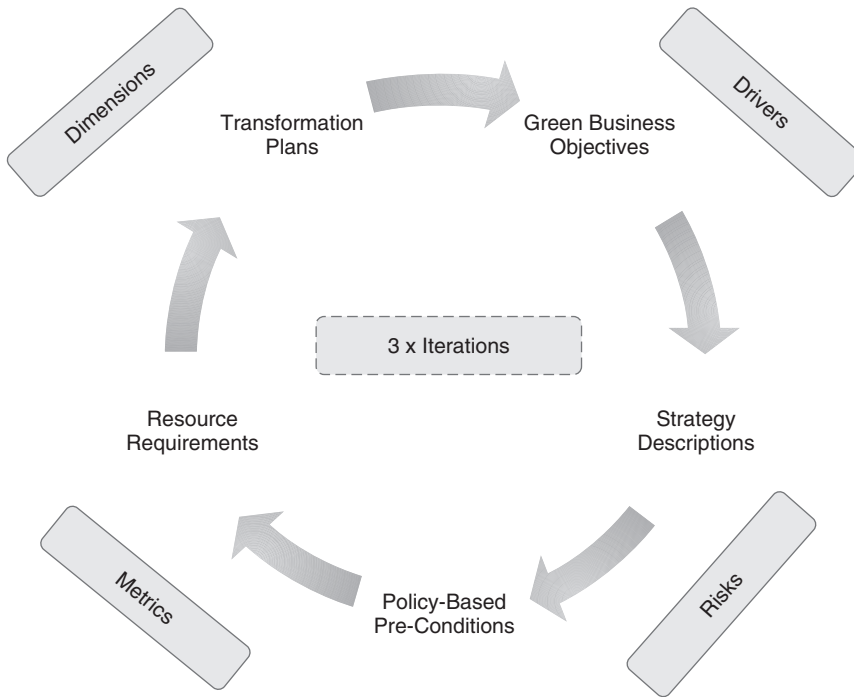 Dimensions
Drivers
Transformation
Plans
Green Business
Objectives
3 x Iterations
Resource
Requirements
Strategy
Descriptions
Metrics
Policy-Based
Pre-Conditions
Risks